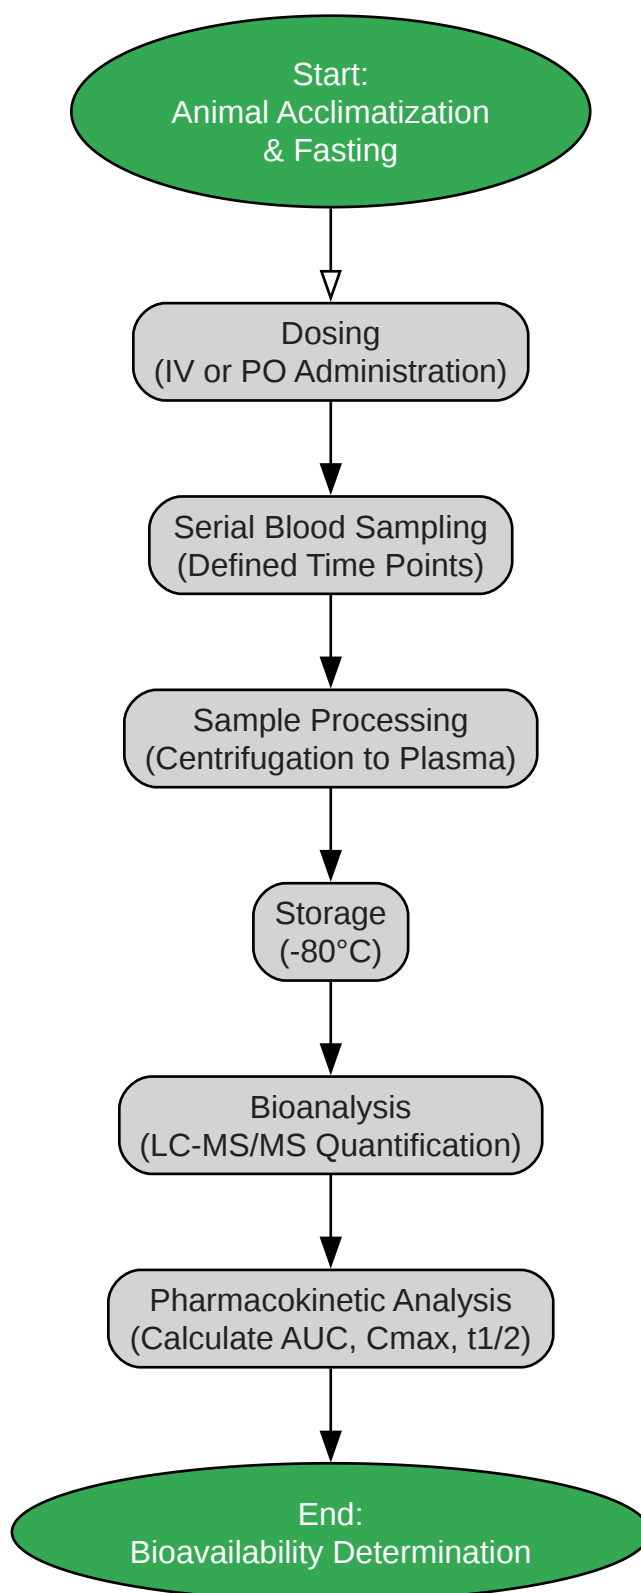 Start:
Animal Acclimatization
& Fasting
Dosing
(IV or PO Administration)
Serial Blood Sampling
(Defined Time Points)
Sample Processing
(Centrifugation to Plasma)
Storage
(-80°C)
Bioanalysis
(LC-MS/MS Quantification)
Pharmacokinetic Analysis
(Calculate AUC, Cmax, t1/2)
End:
Bioavailability Determination